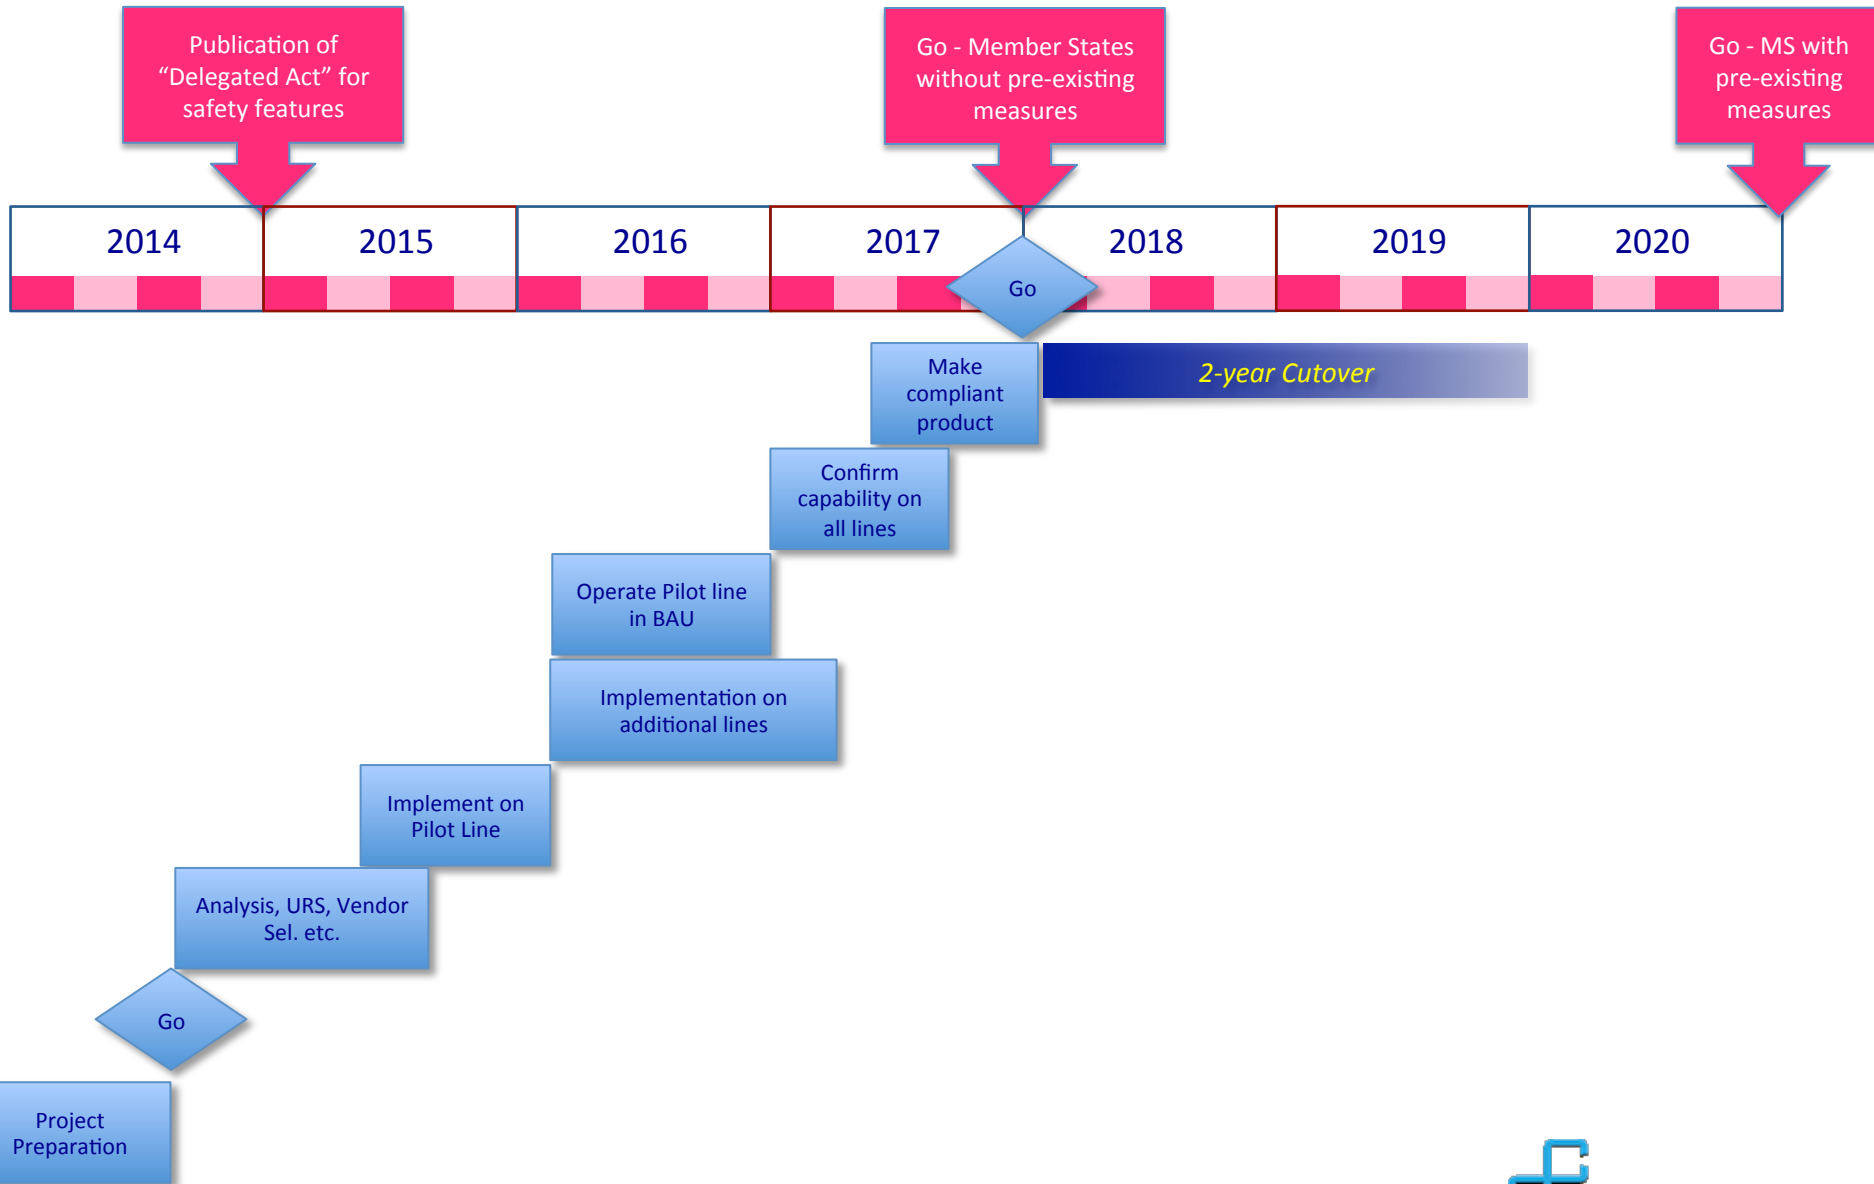 Publication of
“Delegated Act” for
safety features
Go - Member States
without pre-existing
measures
Go - MS with
pre-existing
measures
2014
2015
2016
2017
2018
2019
2020
Go
Make
compliant
product
2-year Cutover
Confirm
capability on
all lines
Operate Pilot line
in BAU
Implementation on
additional lines
Implement on
Pilot Line
Analysis, URS, Vendor
Sel. etc.
Go
Project
Preparation